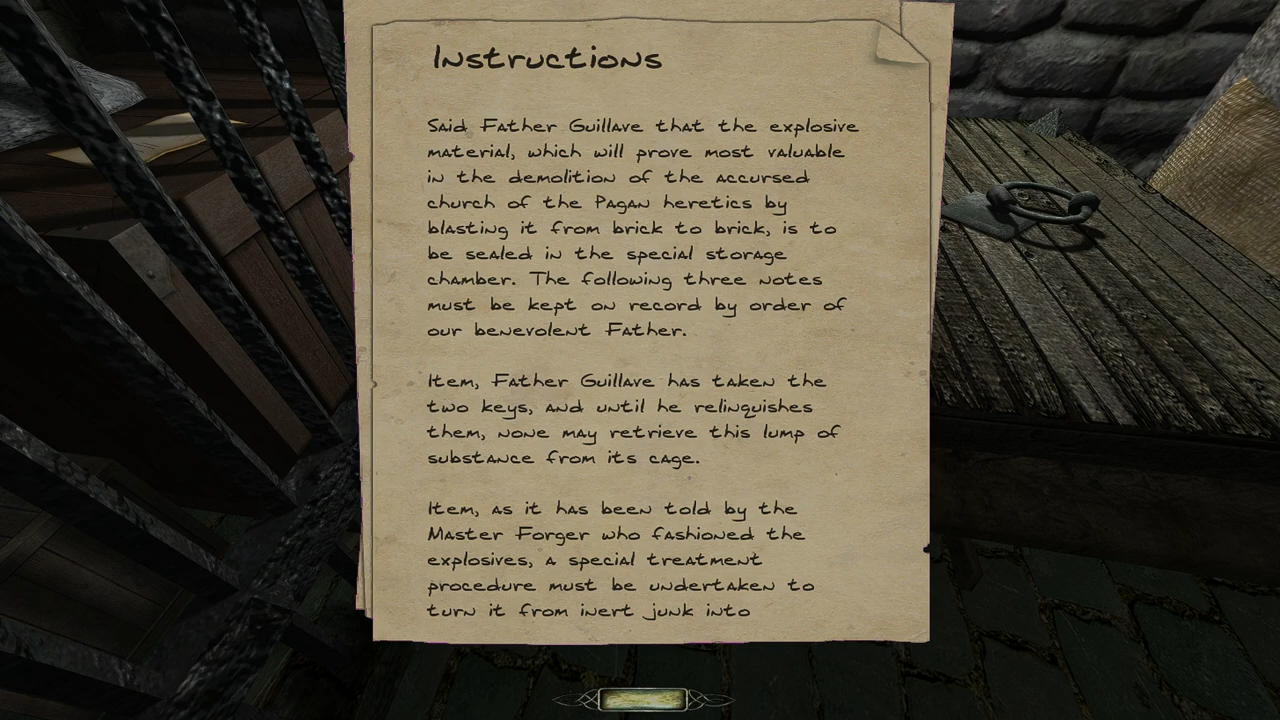 Instructions
Said Father Guillave that the explosive
material, which will prove most valuable
in the demolition of the accursed
church of the Pagan heretics by
blasting it from brick to brick, is to
be sealed in the special storage
chamber. The following three notes
must be kept on record by order of
our benevolent Father.
Item, Father Guillave has taken the
two keys, and until he relinquishes
them, none may retrieve this lump of
substance from its cage.
Item, as it has been told by the
Master Forger who fashioned the
explosives, a special treatment
procedure must be undertaken to
turn it from inert junk into